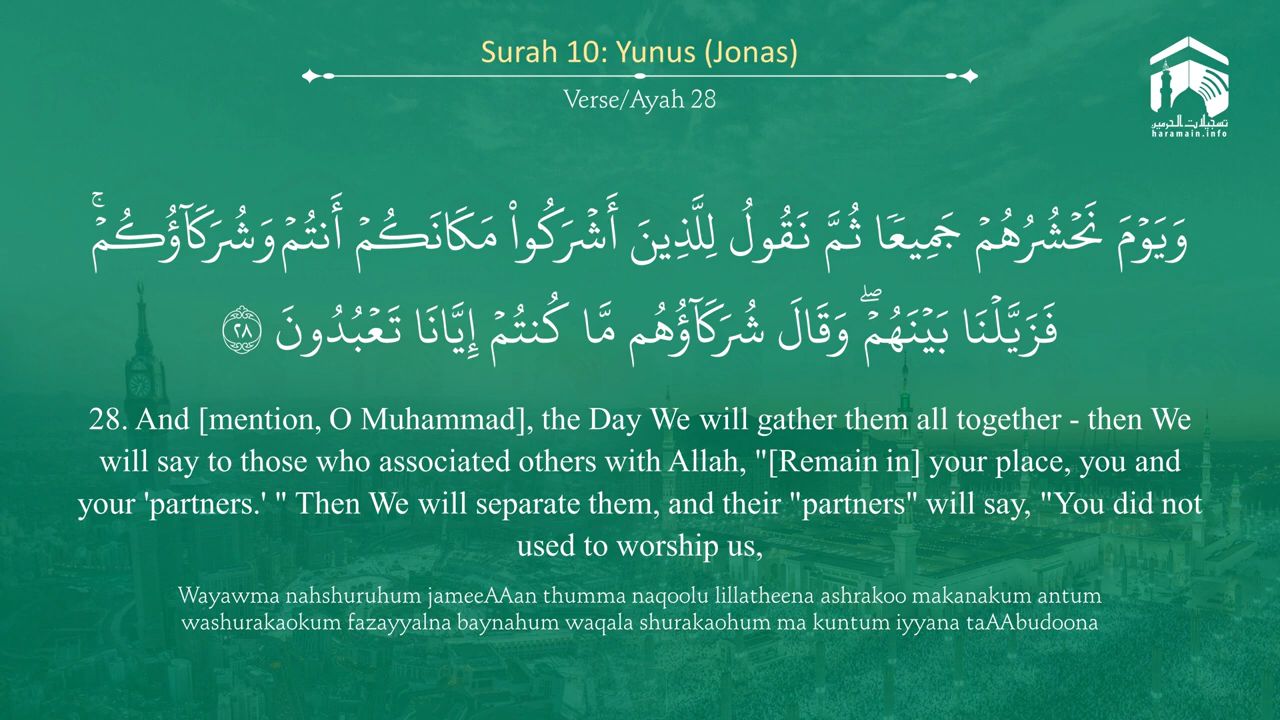 Surah 10: Yunus (Jonas)
Verse/Ayah 28
تسجيلات الحرمين
haramain.info
وَيَوۡمَ نَحۡشُرُهُمۡ جَمِيعٗا ثُمَّ نَقُولُ لِلَّذِينَ أَشۡرَكُواْ مَكَانَكُمۡ أَنتُمۡ وَشُرَكَآؤُكُمۡۚ
فَزَيَّلۡنَا بَيۡنَهُمۡۖ وَقَالَ شُرَكَآؤُهُم مَّا كُنتُمۡ إِيَّانَا تَعۡبُدُونَ ٢٨
28. And [mention, O Muhammad], the Day We will gather them all together - then We
will say to those who associated others with Allah, "[Remain in] your place, you and
your 'partners.' " Then We will separate them, and their "partners" will say, "You did not
used to worship us,
Wayawma nahshuruhum jameeAAan thumma naqoolu lillatheena ashrakoo makanakum antum
washurakaokum fazayyalna baynahum waqala shurakaohum ma kuntum iyyana taAAbudoona